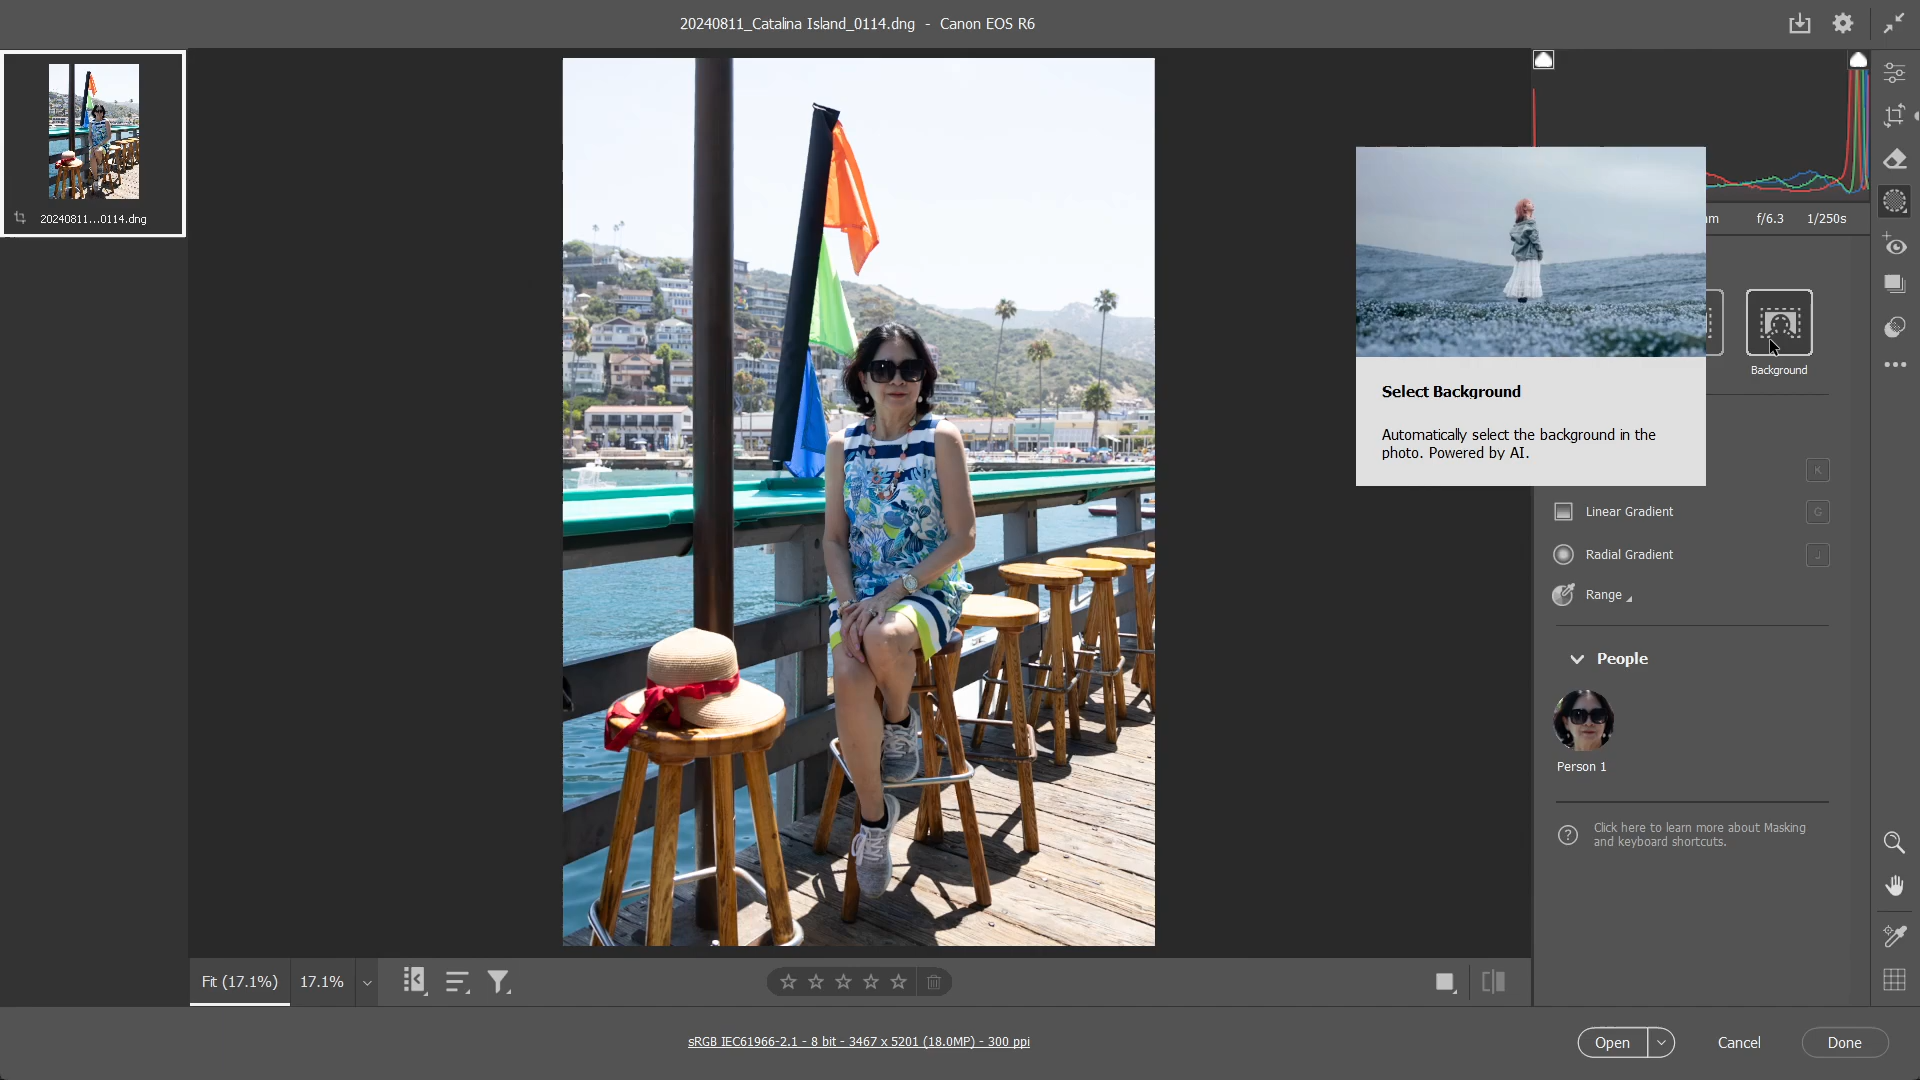 20240811_Catalina Island_0114.dng - Canon EOS R6
20240811...0114.dng
f/6.3 1/250s
Background
Select Background
Automatically select the background in the
photo. Powered by AI.
K
Linear Gradient
G
Radial Gradient
J
Range
People
Person 1
Click here to learn more about Masking
and keyboard shortcuts.
Fit (17.1%) 17.1%
sRGB IEC61966-2.1 - 8 bit - 3467 x 5201 (18.0MP) - 300 ppi
Open Cancel Done